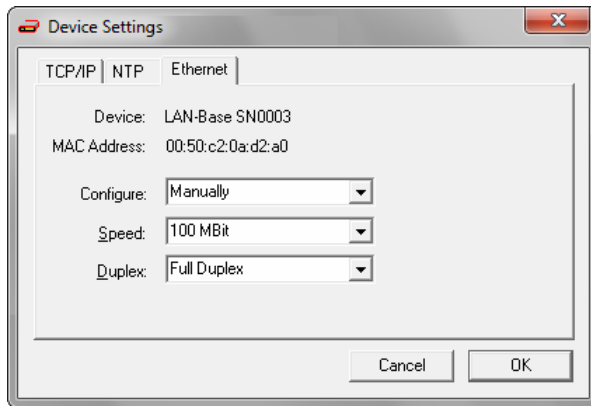 Device Settings
TCP/IP NTP Ethernet
Device: LAN-Base SN0003
MAC Address: 00:50:c2:0a:d2:a0
Configure: Manually
Speed: 100 MBit
Duplex: Full Duplex
Cancel OK